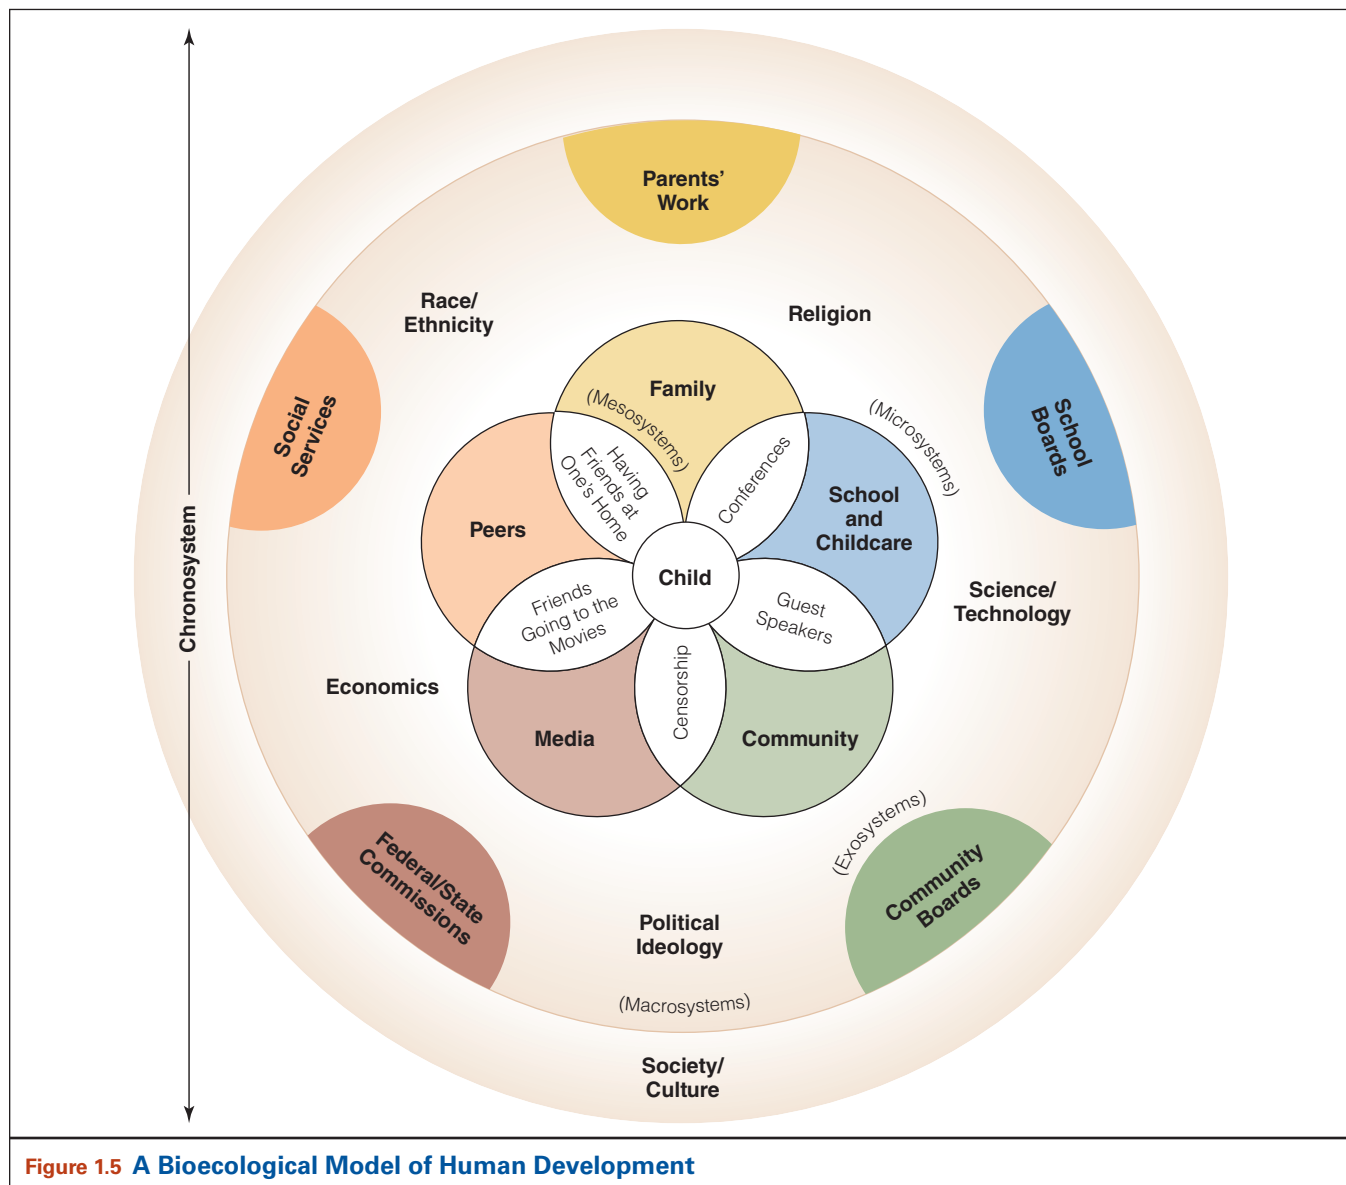 Parents’
Work
Race/
Ethnicity
Religion
Social
Services
School
Boards
Family
(Mesosystems)
(Microsystems)
Having
Friends at
One’s Home
Conferences
Peers
School
and
Childcare
Child
Chronosystem
Friends
Going to the
Movies
Guest
Speakers
Science/
Technology
Economics
Censorship
Media
Community
(Exosystems)
Federal/State
Commissions
Community
Boards
Political
Ideology
(Macrosystems)
Society/
Culture
Figure 1.5 A Bioecological Model of Human Development